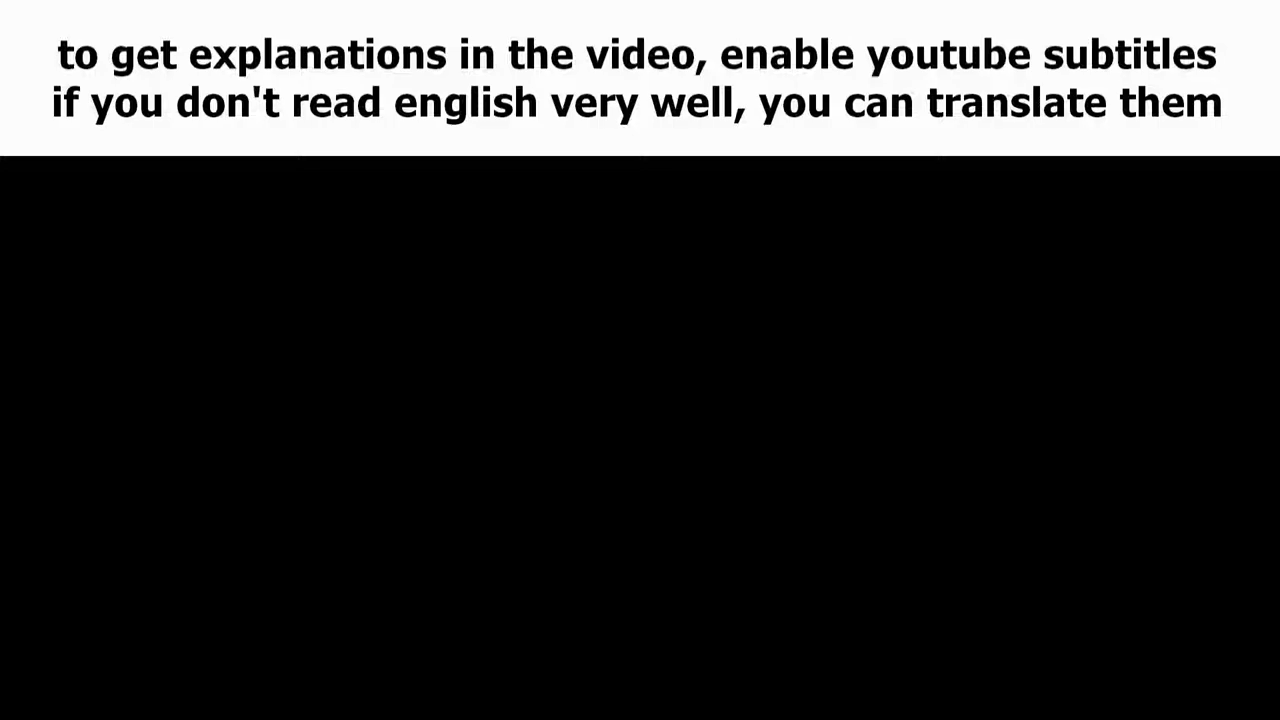 to get explanations in the video, enable youtube subtitles
if you don't read english very well, you can translate them